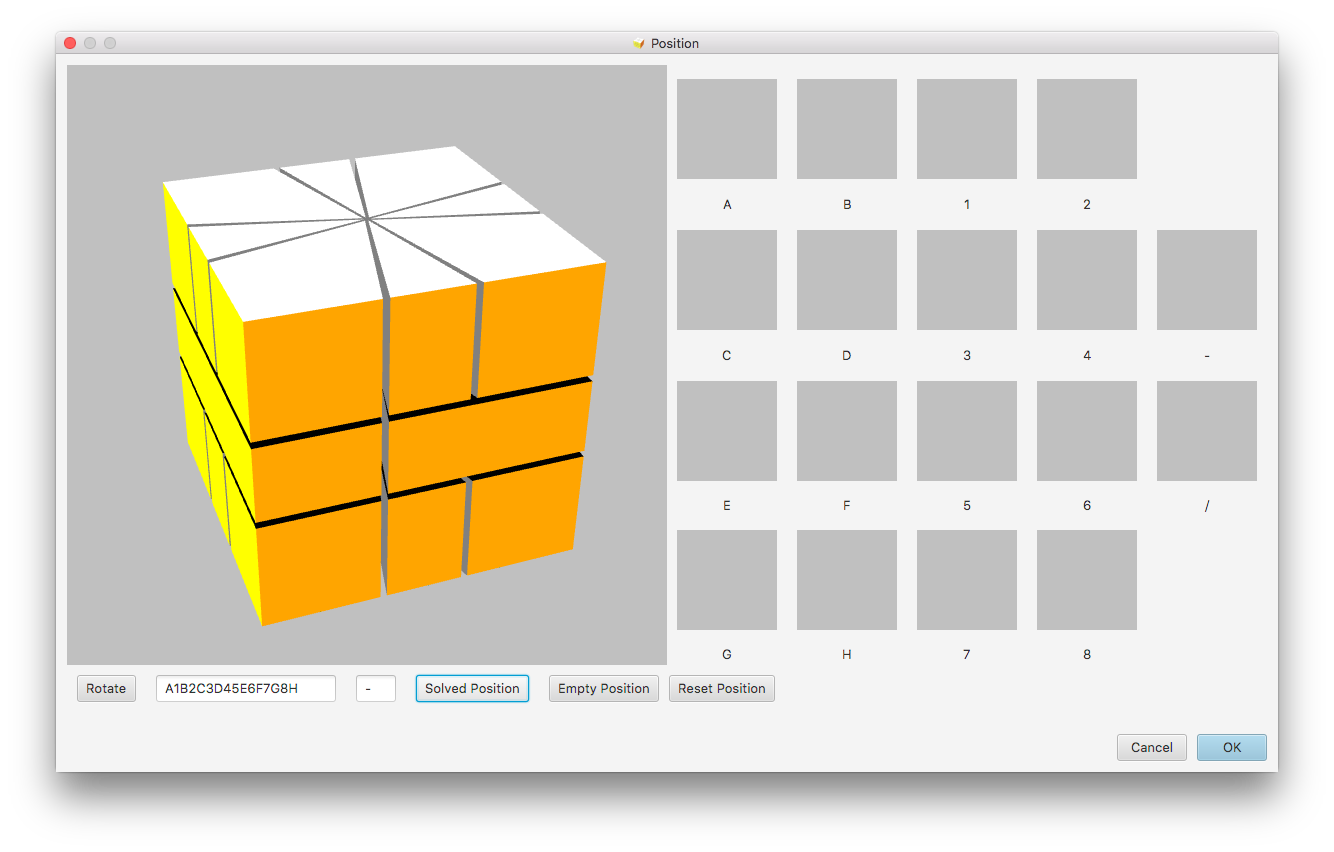 Position
A B 1 2
C D 3 4 -
E F 5 6 /
G H 7 8
Rotate A1B2C3D45E6F7G8H - Solved Position Empty Position Reset Position
Cancel OK